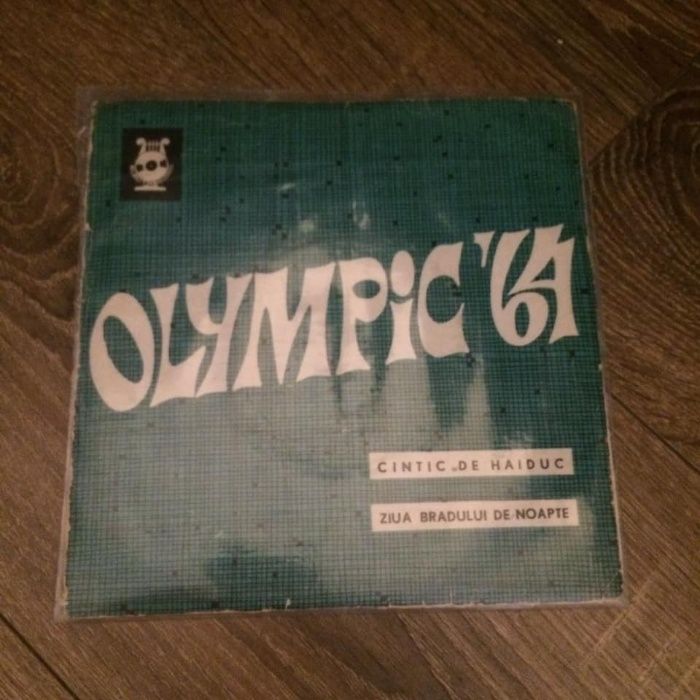 OLYMPIC '64
CINTIC DE HAIDUC
ZIUA BRADULUI DE NOAPTE